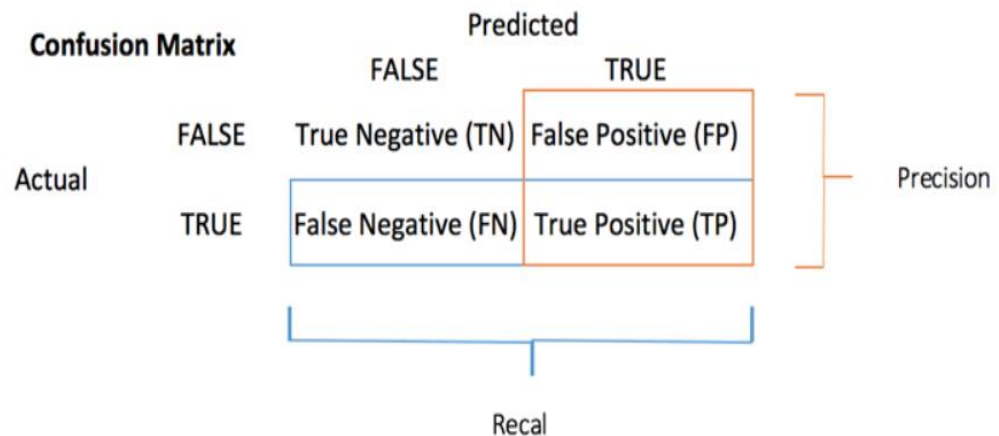 Confusion Matrix
Predicted
FALSE TRUE
FALSE True Negative (TN) False Positive (FP)
Actual
Precision
TRUE False Negative (FN) True Positive (TP)
Recal